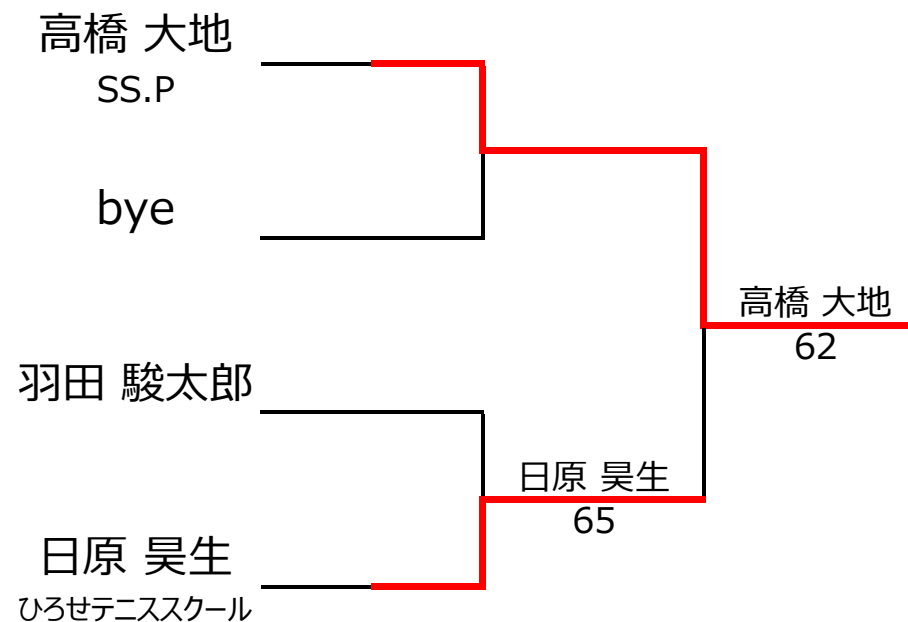 高橋 大地
SS.P
bye
高橋 大地
62
羽田 駿太郎
日原 昊生
65
日原 昊生
ひろせテニススクール